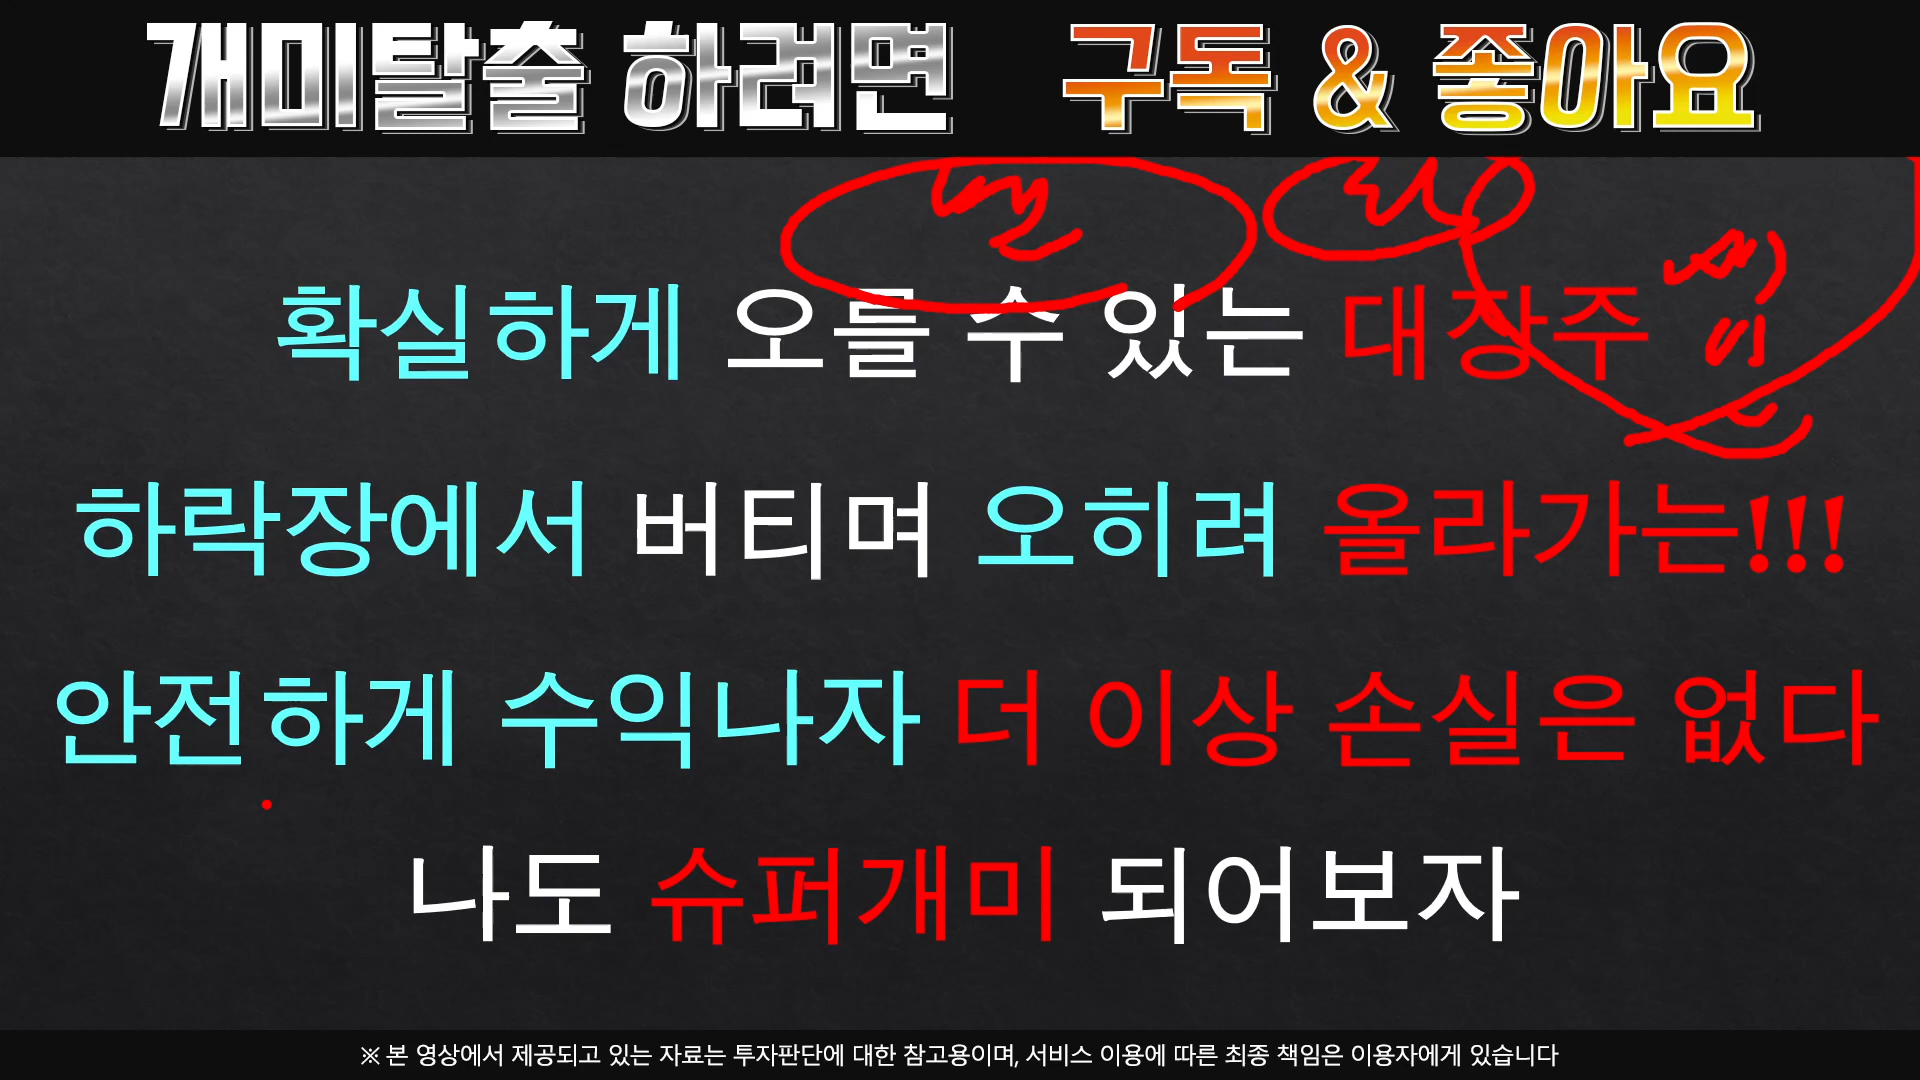 개미탈출 하려면 구독 & 좋아요
확실하게 오를 수 있는 대장주
하락장에서 버티며 오히려 올라가는!!!
안전하게 수익나자 더 이상 손실은 없다
나도 슈퍼개미 되어보자
※ 본 영상에서 제공되고 있는 자료는 투자판단에 대한 참고용이며, 서비스 이용에 따른 최종 책임은 이용자에게 있습니다